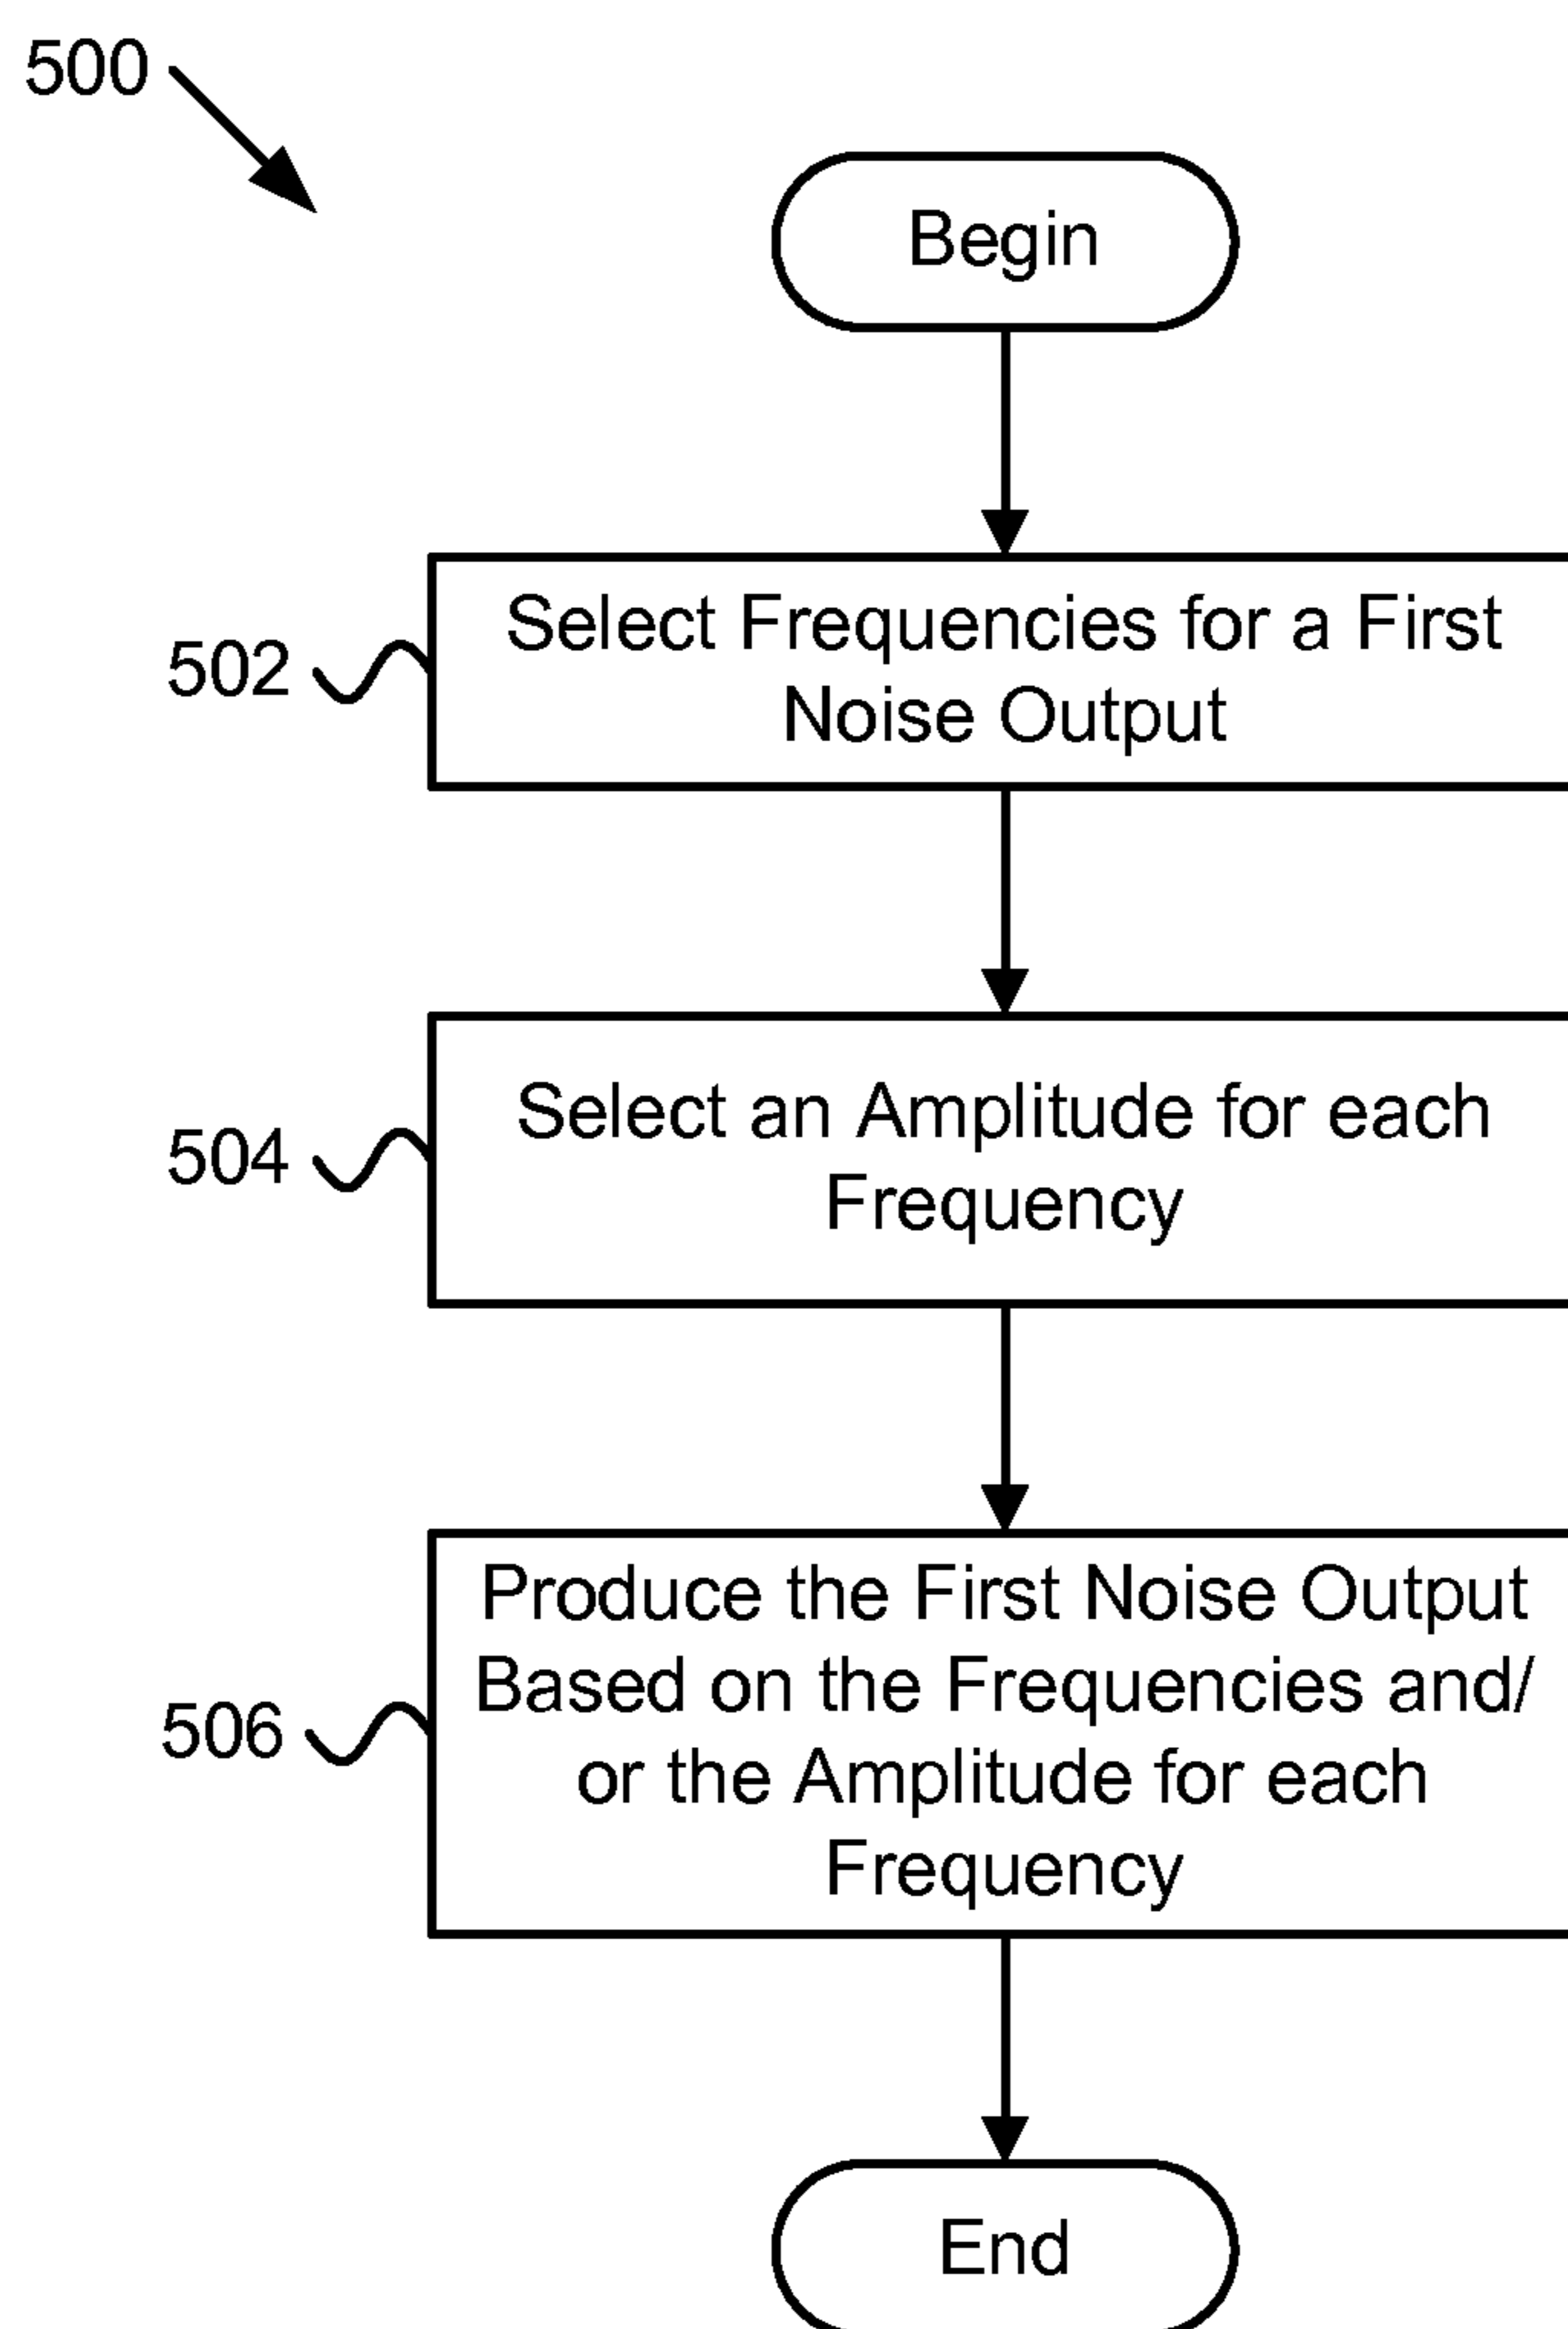 500
Begin
502
Select Frequencies for a First
Noise Output
504
Select an Amplitude for each
Frequency
506
Produce the First Noise Output
Based on the Frequencies and/
or the Amplitude for each
Frequency
End